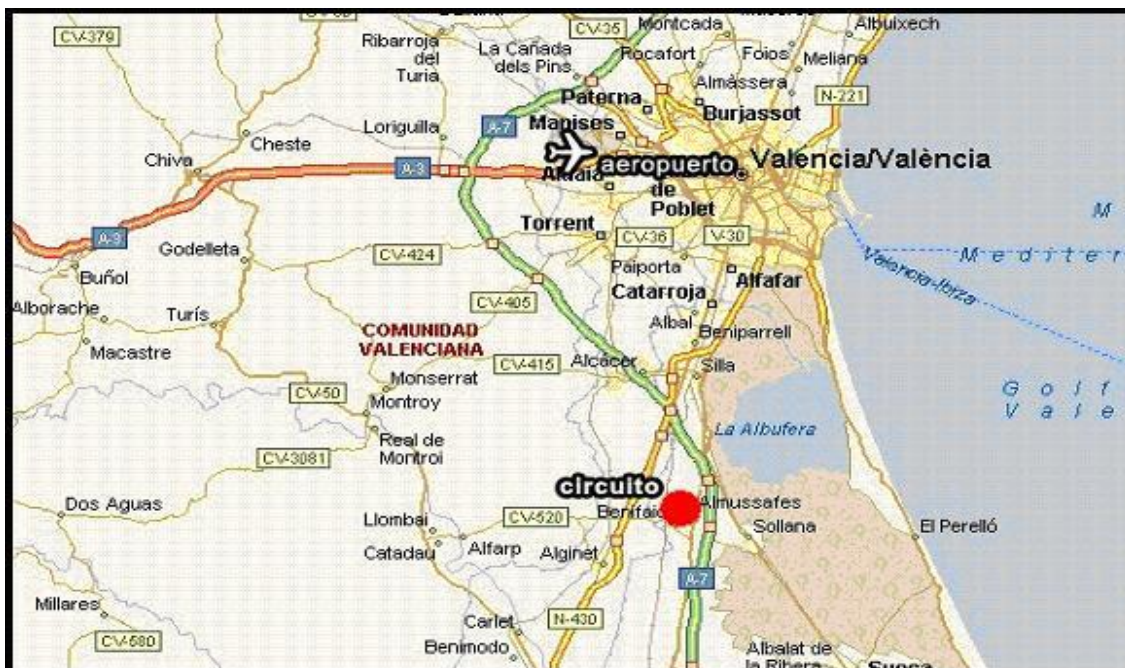 CV-379
CV-35
Montcada
Albuixech
Ribarroja
del
Turia
La Cañada
dels Pins
Rocafort
Foios
Meliana
Almàssera
Paterna
Burjassot
N-221
A-7
Manises
Loriguilla
Cheste
Chiva
A-3
aeropuerto
Valencia/València
Aldaia
de
Poblet
Torrent
CV-36
V-30
M
A-3
Godelleta
CV-424
Paiporta
Mediter
Valencia-Ibiza
Buñol
Alfafar
Catarroja
Alborache
CV-405
Turís
Albal
Beniparrell
COMUNIDAD
VALENCIANA
Macastre
CV-415
Alcácer
Silla
Monserrat
CV-50
Golf
Vale
Montroy
La Albufera
Real de
Montroi
CV-3081
circuito
Dos Aguas
Benifaió
Almussafes
Llombai
CV-520
Sollana
El Perelló
Catadau
Alfarp
Alginet
A-7
Millares
Carlet
N-430
CV-580
Benimodo
Albalat de
la Ribera
Sueca